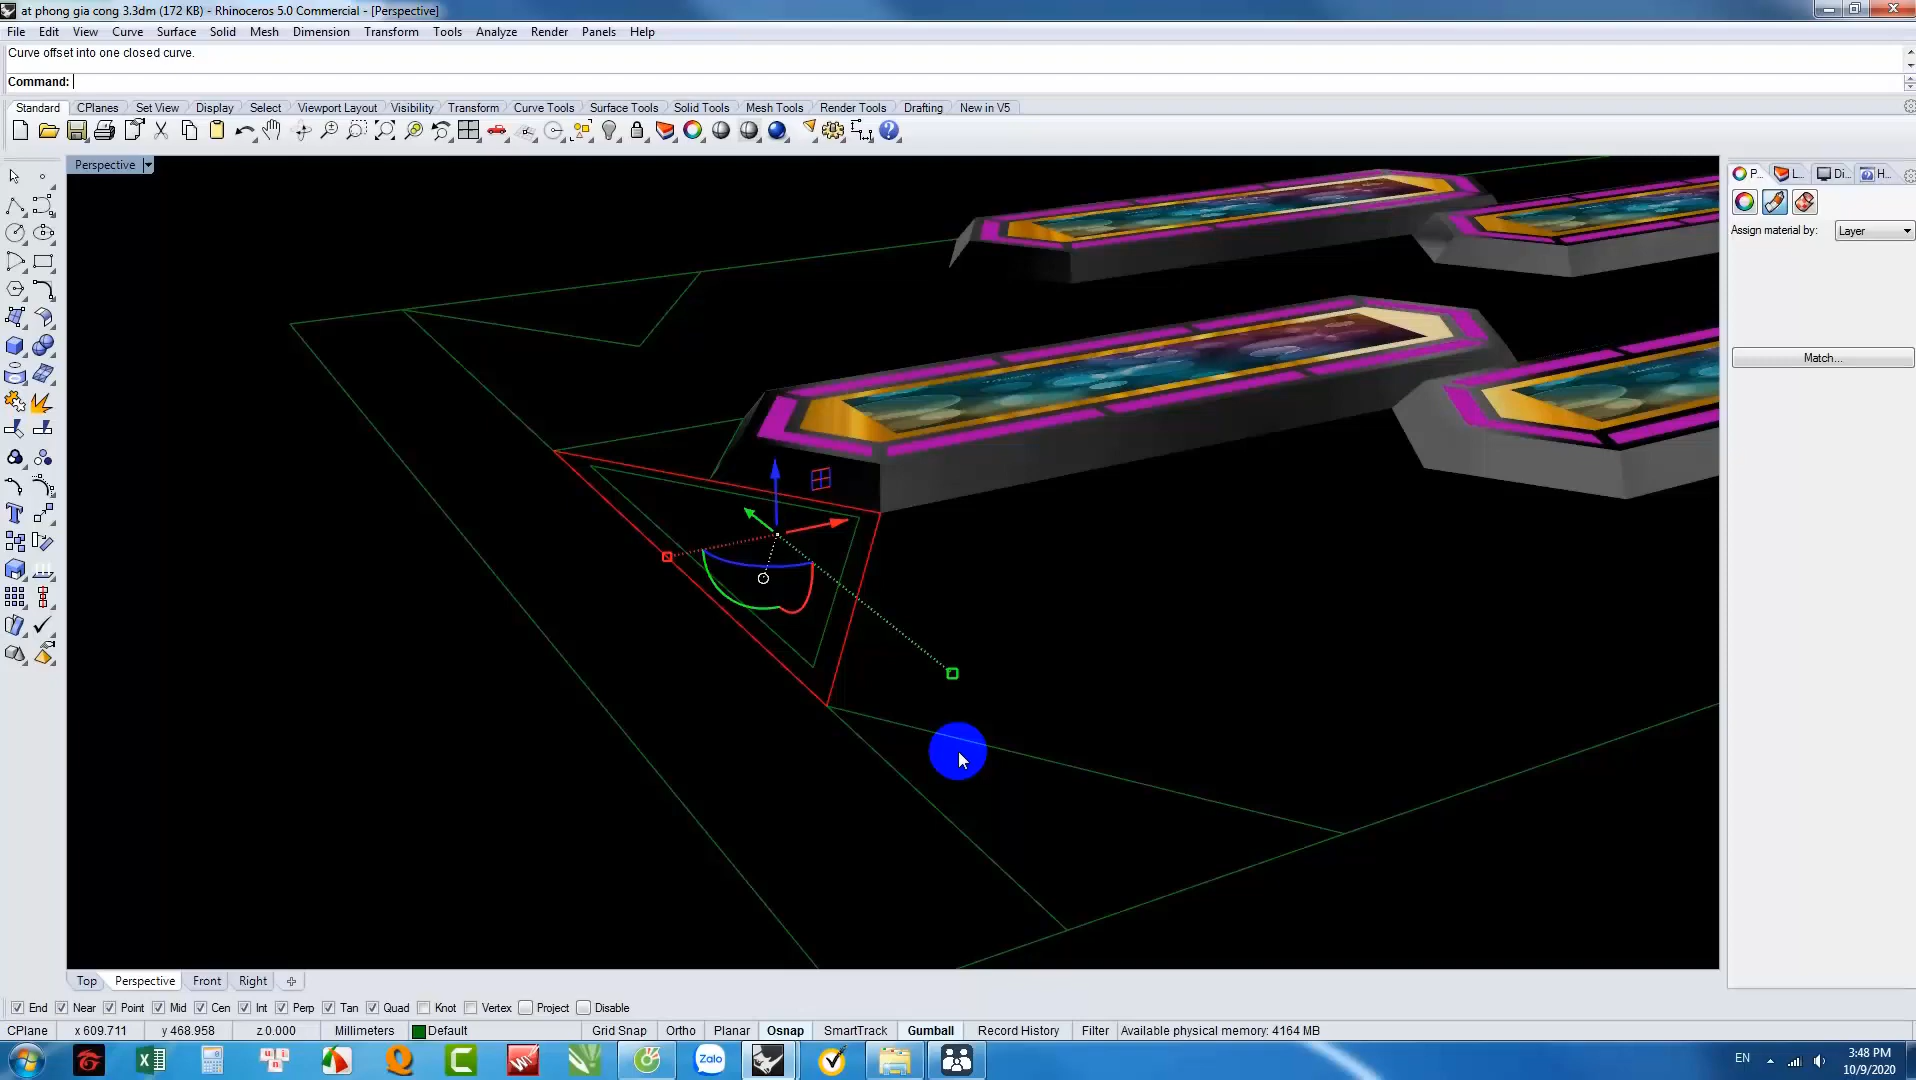 at phong gia cong 3.3dm (172 KB) - Rhinoceros 5.0 Commercial - [Perspective]
File Edit View Curve Surface Solid Mesh Dimension Transform Tools Analyze Render Panels Help
Curve offset into one closed curve.
Command:
Standard CPlanes Set View Display Select Viewport Layout Visibility Transform Curve Tools Surface Tools Solid Tools Mesh Tools Render Tools Drafting New in V5
Perspective
P... L... Di... H...
Assign material by: Layer
Match...
Top Perspective Front Right
End Near Point Mid Cen Int Perp Tan Quad Knot Vertex Project Disable
CPlane x 609.711 y 468.958 z 0.000 Millimeters Default Grid Snap Ortho Planar Osnap SmartTrack Gumball Record History Filter Available physical memory: 4164 MB
Zalo
EN
3:48 PM
10/9/2020